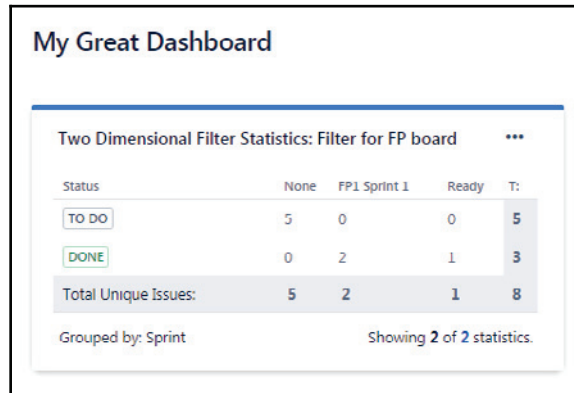 My Great Dashboard
Two Dimensional Filter Statistics: Filter for FP board •••
Status None FP1 Sprint 1 Ready T:
TO DO 5 0 0 5
DONE 0 2 1 3
Total Unique Issues: 5 2 1 8
Grouped by: Sprint Showing 2 of 2 statistics.